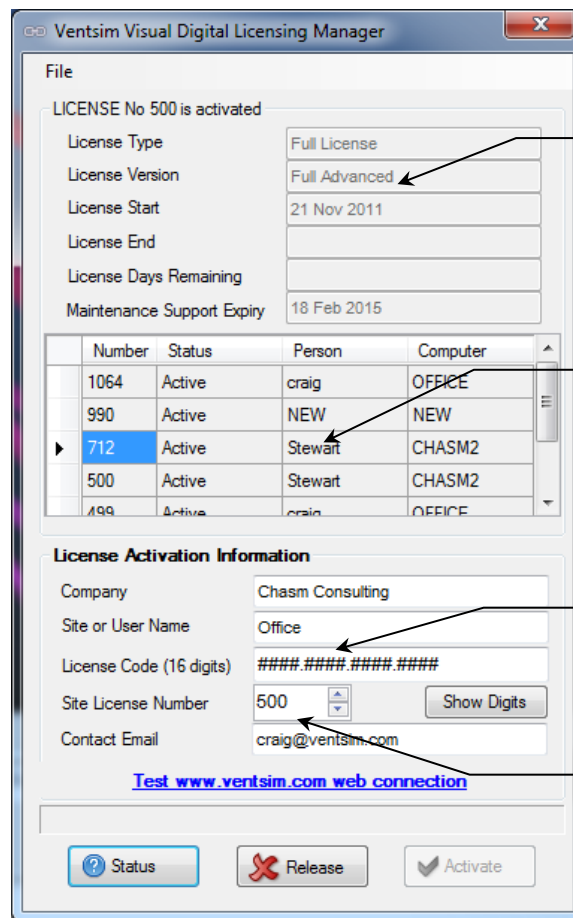 Ventsim Visual Digital Licensing Manager
File
LICENSE No 500 is activated
License Type Full License
License Version Full Advanced
License Start 21 Nov 2011
License End
License Days Remaining
Maintenance Support Expiry 18 Feb 2015
Number Status Person Computer
1064 Active craig OFFICE
990 Active NEW NEW
712 Active Stewart CHASM2
500 Active Stewart CHASM2
499 Active craig OFFICE
License Activation Information
Company Chasm Consulting
Site or User Name Office
License Code (16 digits) ####.####.####.####
Site License Number 500 Show Digits
Contact Email craig@ventsim.com
Test www.ventsim.com web connection
Status Release Activate